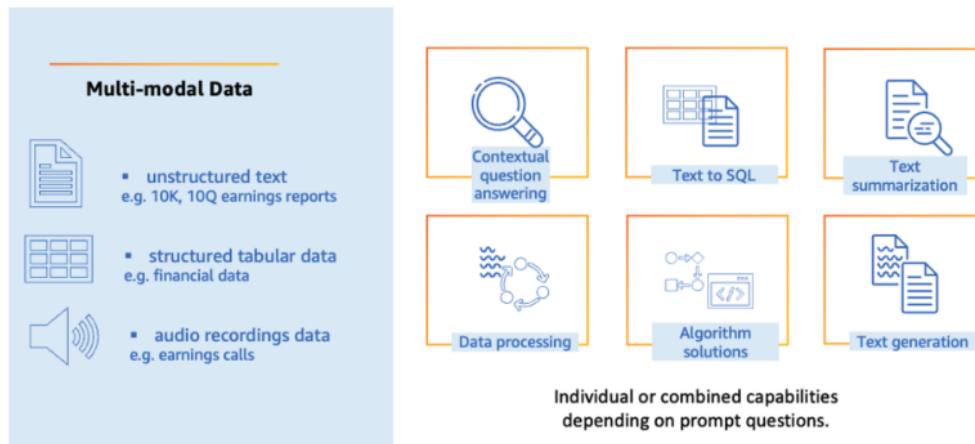 Multi-modal Data
▪ unstructured text
e.g. 10K, 10Q earnings reports
▪ structured tabular data
e.g. financial data
▪ audio recordings data
e.g. earnings calls
Contextual
question
answering
Text to SQL
Text
summarization
Data processing
Algorithm
solutions
</>
Text generation
Individual or combined capabilities
depending on prompt questions.